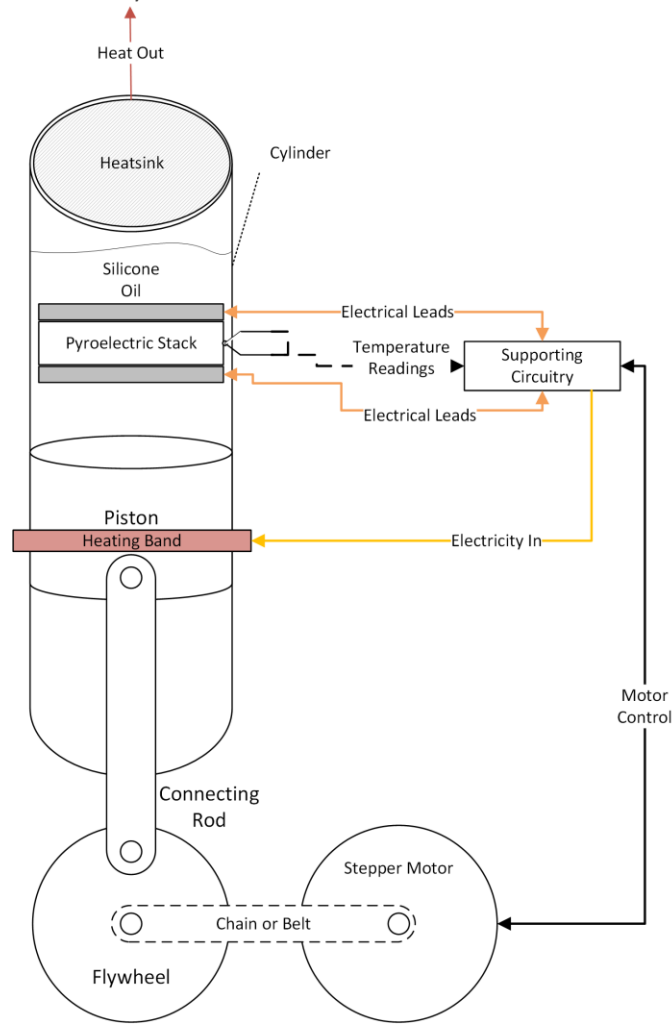 Heat Out
Heatsink
Cylinder
Silicone
Oil
Electrical Leads
Pyroelectric Stack
Temperature
Readings
Supporting
Circuitry
Electrical Leads
Piston
Heating Band
Electricity In
Motor
Control
Connecting
Rod
Stepper Motor
Chain or Belt
Flywheel